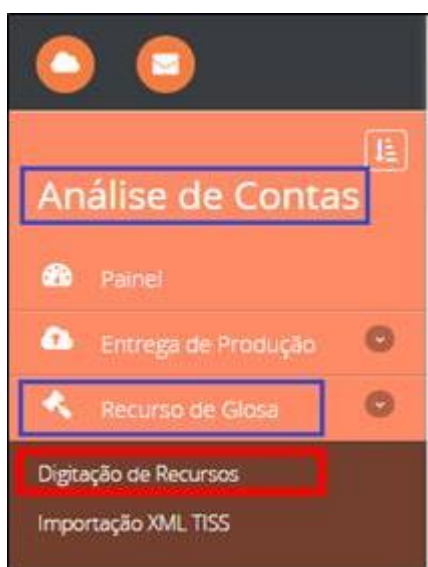 Análise de Contas
Painel
Entrega de Produção
Recurso de Glosa
Digitação de Recursos
Importação XML TISS